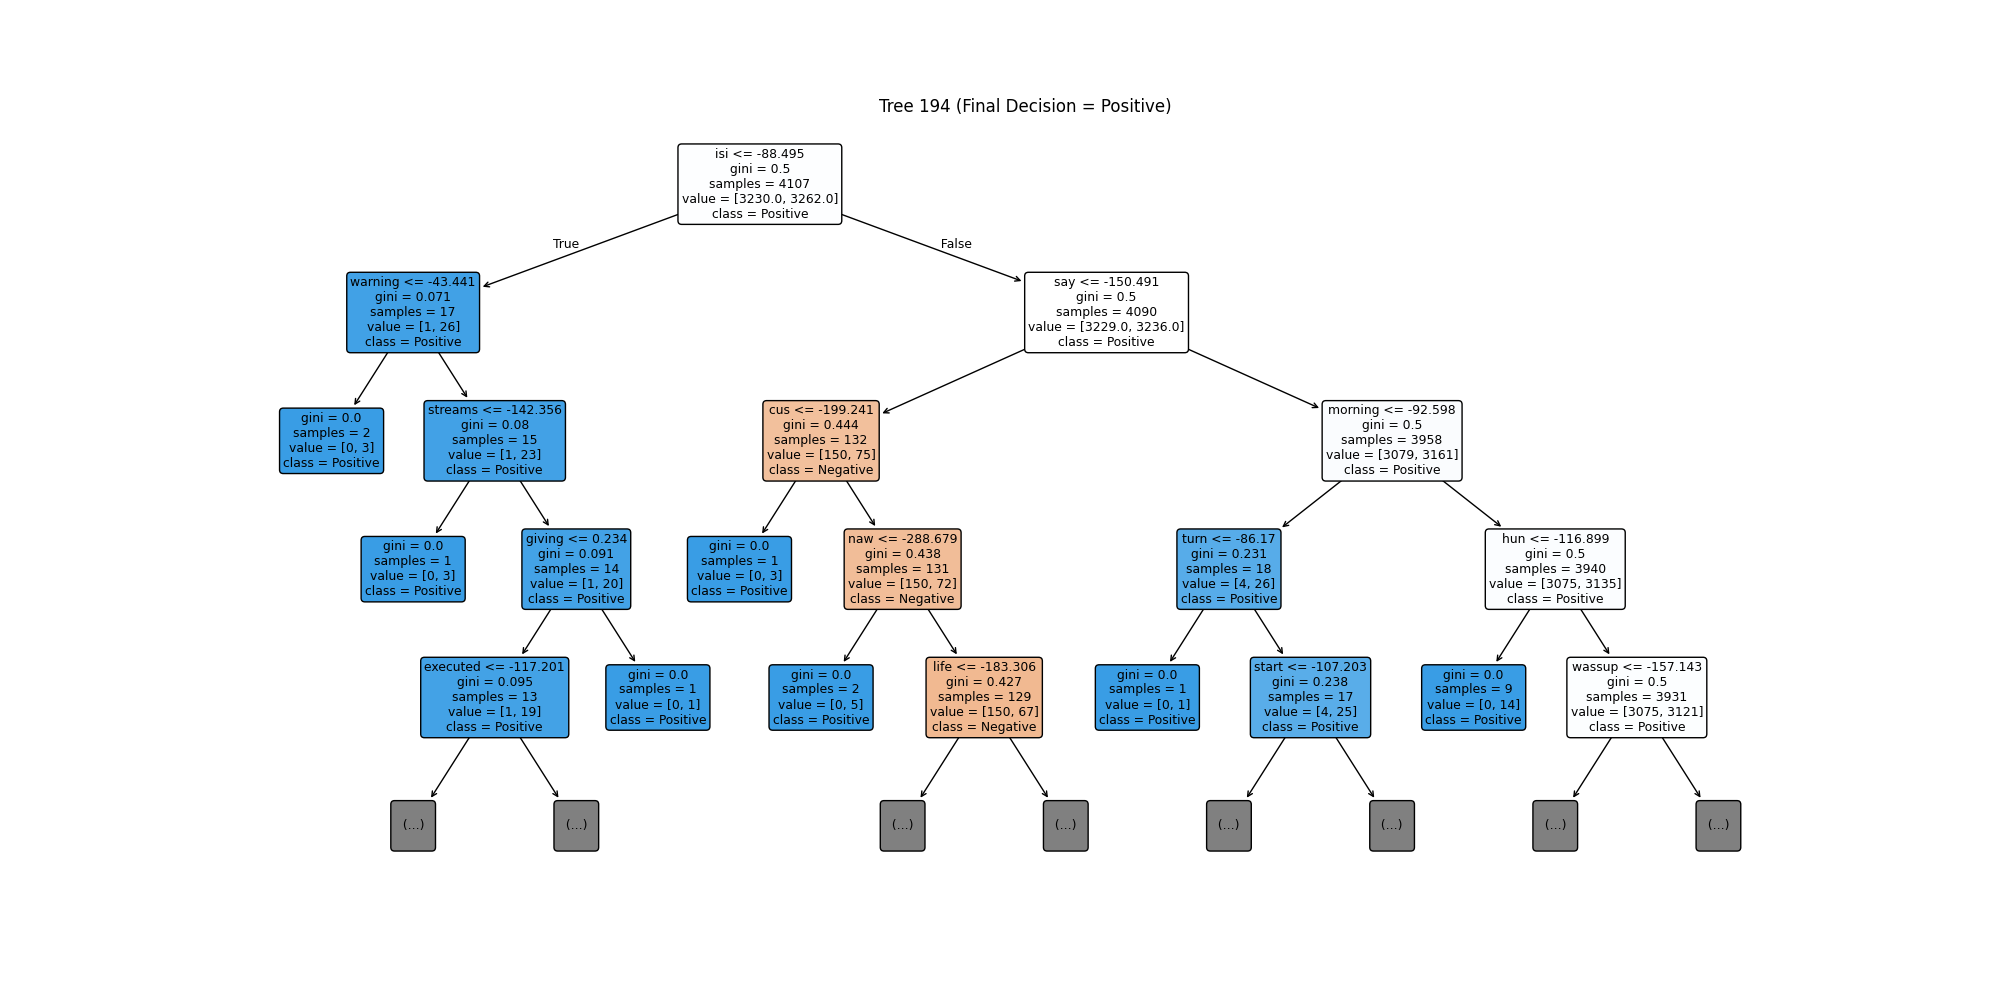 Tree 194 (Final Decision = Positive)
isi <= -88.495
gini = 0.5
samples = 4107
value = [3230.0, 3262.0]
class = Positive
True
False
warning <= -43.441
gini = 0.071
samples = 17
value = [1, 26]
class = Positive
say <= -150.491
gini = 0.5
samples = 4090
value = [3229.0, 3236.0]
class = Positive
gini = 0.0
samples = 2
value = [0, 3]
class = Positive
streams <= -142.356
gini = 0.08
samples = 15
value = [1, 23]
class = Positive
cus <= -199.241
gini = 0.444
samples = 132
value = [150, 75]
class = Negative
morning <= -92.598
gini = 0.5
samples = 3958
value = [3079, 3161]
class = Positive
gini = 0.0
samples = 1
value = [0, 3]
class = Positive
giving <= 0.234
gini = 0.091
samples = 14
value = [1, 20]
class = Positive
gini = 0.0
samples = 1
value = [0, 3]
class = Positive
naw <= -288.679
gini = 0.438
samples = 131
value = [150, 72]
class = Negative
turn <= -86.17
gini = 0.231
samples = 18
value = [4, 26]
class = Positive
hun <= -116.899
gini = 0.5
samples = 3940
value = [3075, 3135]
class = Positive
executed <= -117.201
gini = 0.095
samples = 13
value = [1, 19]
class = Positive
gini = 0.0
samples = 1
value = [0, 1]
class = Positive
gini = 0.0
samples = 2
value = [0, 5]
class = Positive
life <= -183.306
gini = 0.427
samples = 129
value = [150, 67]
class = Negative
gini = 0.0
samples = 1
value = [0, 1]
class = Positive
start <= -107.203
gini = 0.238
samples = 17
value = [4, 25]
class = Positive
gini = 0.0
samples = 9
value = [0, 14]
class = Positive
wassup <= -157.143
gini = 0.5
samples = 3931
value = [3075, 3121]
class = Positive
(...)
(...)
(...)
(...)
(...)
(...)
(...)
(...)